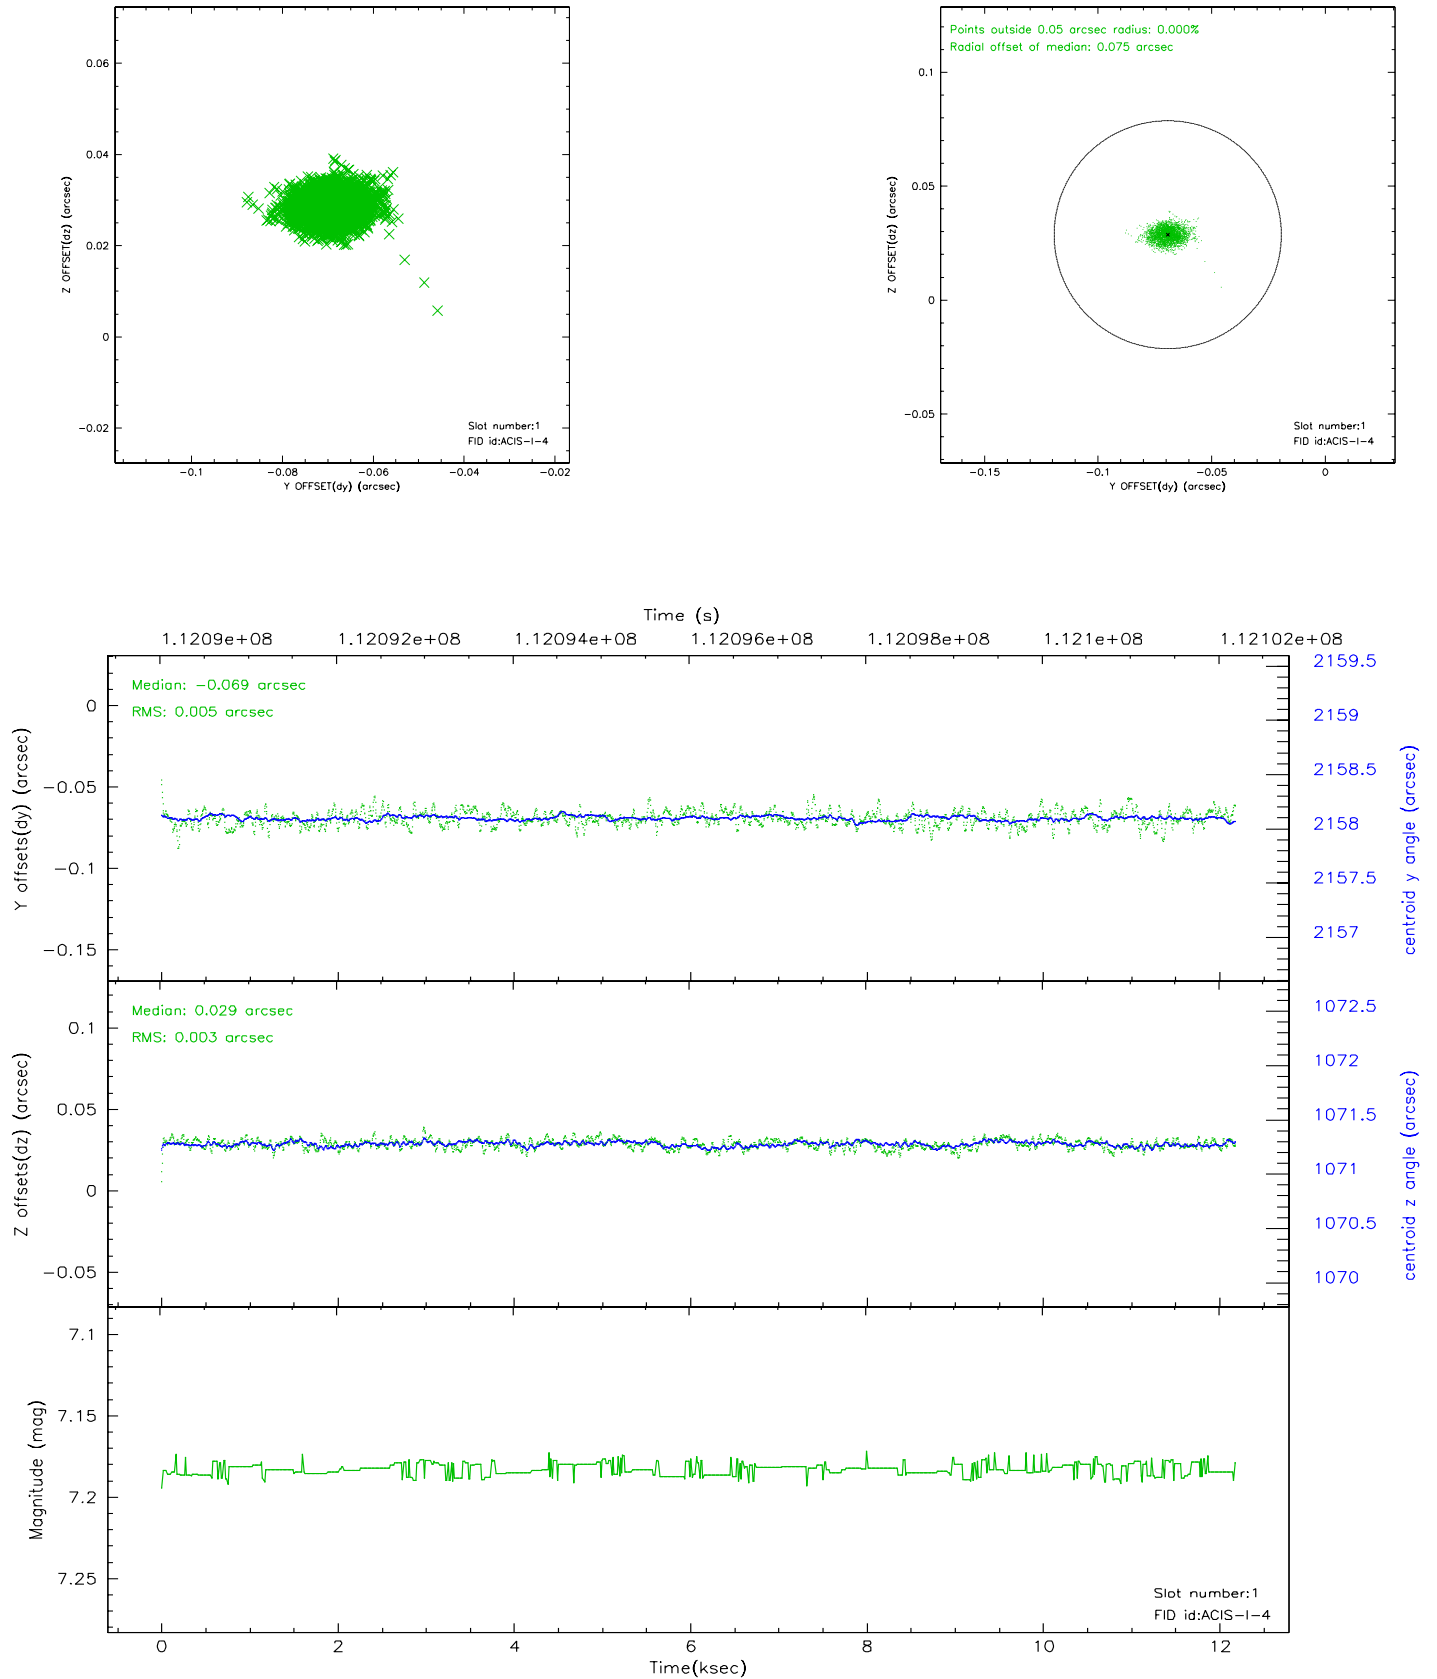 0.06
0.04
0.02
0
−0.02
Z OFFSET(dz) (arcsec)
−0.1
−0.08
−0.06
−0.04
−0.02
Y OFFSET(dy) (arcsec)
Slot number:1
FID id:ACIS−I−4
Points outside 0.05 arcsec radius: 0.000%
Radial offset of median: 0.075 arcsec
0.1
0.05
0
−0.05
Z OFFSET(dz) (arcsec)
−0.15
−0.1
−0.05
0
Y OFFSET(dy) (arcsec)
Slot number:1
FID id:ACIS−I−4
Time (s)
1.1209e+08
1.12092e+08
1.12094e+08
1.12096e+08
1.12098e+08
1.121e+08
1.12102e+08
Median: −0.069 arcsec
RMS: 0.005 arcsec
0
−0.05
−0.1
−0.15
Y offsets(dy) (arcsec)
2159.5
2159
2158.5
2158
2157.5
2157
centroid y angle (arcsec)
Median: 0.029 arcsec
RMS: 0.003 arcsec
0.1
0.05
0
−0.05
Z offsets(dz) (arcsec)
1072.5
1072
1071.5
1071
1070.5
1070
centroid z angle (arcsec)
7.1
7.15
7.2
7.25
Magnitude (mag)
Slot number:1
FID id:ACIS−I−4
0
2
4
6
8
10
12
Time(ksec)